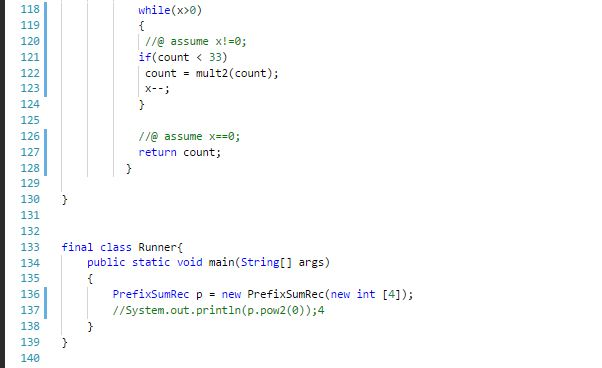 118 while(x>0)
119 {
120 //@ assume x!=0;
121 if(count < 33)
122 count = mult2(count);
123 x--;
124 }
125
126 //@ assume x==0;
127 return count;
128 }
129
130 }
131
132
133 final class Runner{
134 public static void main(String[] args)
135 {
136 PrefixSumRec p = new PrefixSumRec(new int [4]);
137 //System.out.println(p.pow2(0));4
138 }
139 }
140